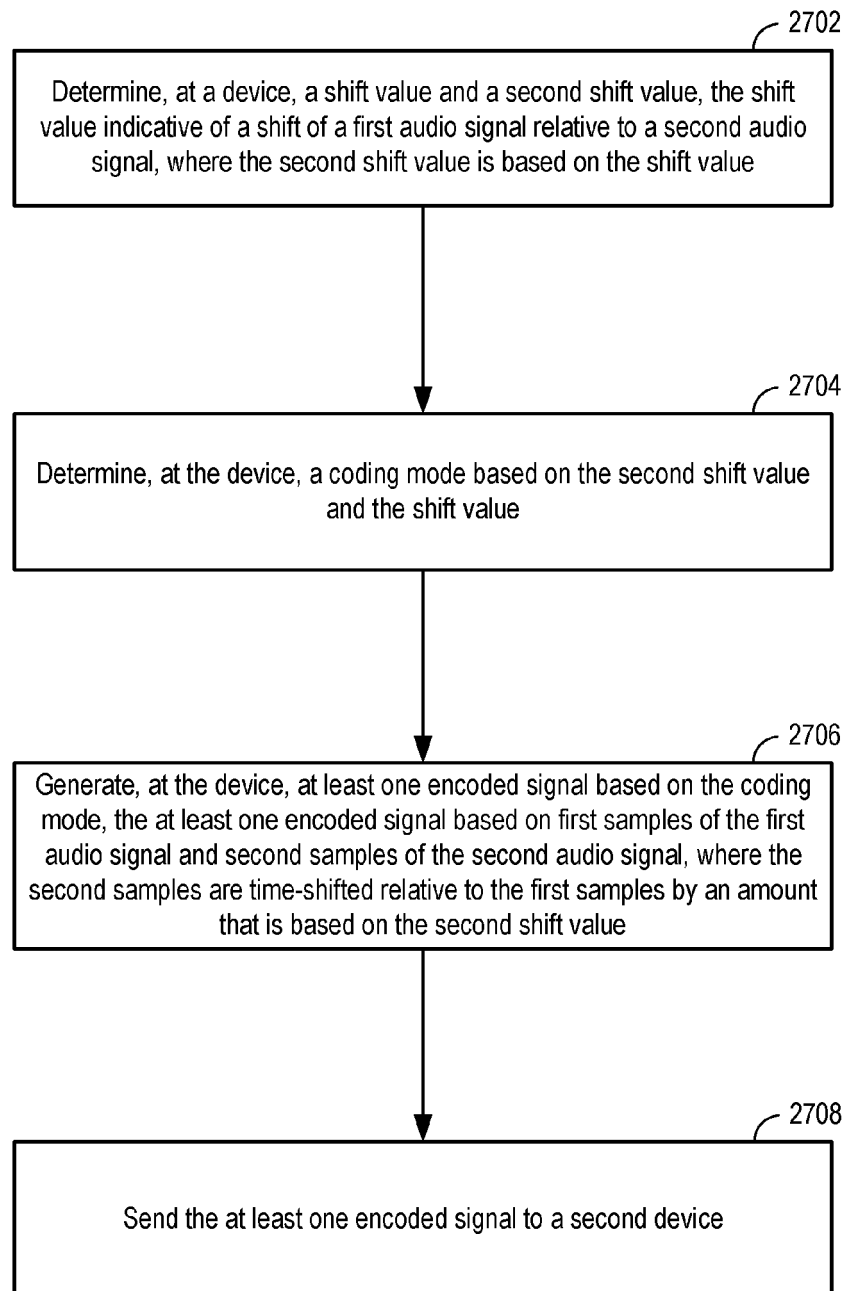 2702
Determine, at a device, a shift value and a second shift value, the shift
value indicative of a shift of a first audio signal relative to a second audio
signal, where the second shift value is based on the shift value
2704
Determine, at the device, a coding mode based on the second shift value
and the shift value
2706
Generate, at the device, at least one encoded signal based on the coding
mode, the at least one encoded signal based on first samples of the first
audio signal and second samples of the second audio signal, where the
second samples are time-shifted relative to the first samples by an amount
that is based on the second shift value
2708
Send the at least one encoded signal to a second device